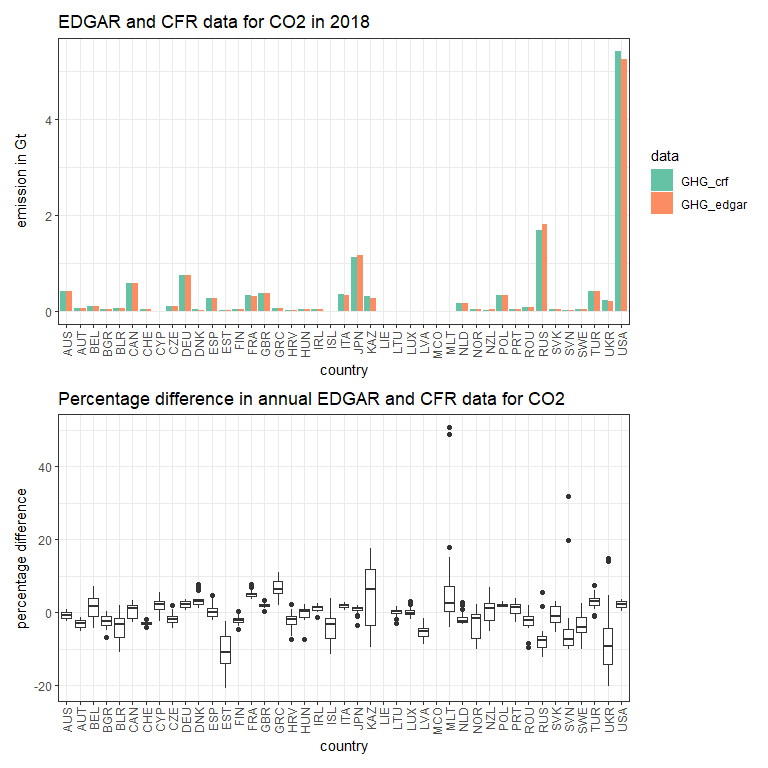 EDGAR and CFR data for CO2 in 2018
emission in Gt
4
2
0
AUS AUT BEL BGR BLR CAN CHE CYP CZE DEU DNK ESP EST FIN FRA GBR GRC HRV HUN IRL ISL ITA JPN KAZ LIE LTU LUX LVA MCO MLT NLD NOR NZL POL PRT ROU RUS SVK SVN SWE TUR UKR USA
country
data
GHG_crf
GHG_edgar
Percentage difference in annual EDGAR and CFR data for CO2
percentage difference
40
20
0
-20
AUS AUT BEL BGR BLR CAN CHE CYP CZE DEU DNK ESP EST FIN FRA GBR GRC HRV HUN IRL ISL ITA JPN KAZ LIE LTU LUX LVA MCO MLT NLD NOR NZL POL PRT ROU RUS SVK SVN SWE TUR UKR USA
country